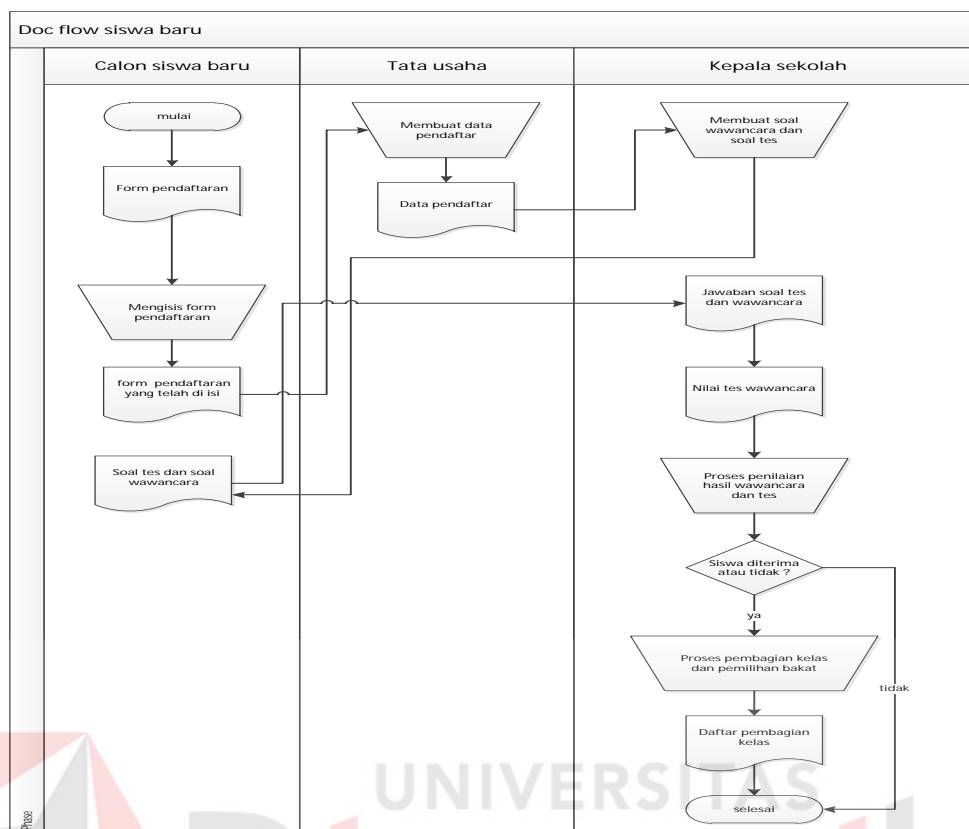 Doc flow siswa baru
Calon siswa baru
Tata usaha
Kepala sekolah
mulai
Form pendaftaran
Mengisis form
pendaftaran
form pendaftaran
yang telah di isi
Soal tes dan soal
wawancara
Membuat data
pendaftar
Data pendaftar
Membuat soal
wawancara dan
soal tes
Jawaban soal tes
dan wawancara
Nilai tes wawancara
Proses penilaian
hasil wawancara
dan tes
Siswa diterima
atau tidak ?
ya
tidak
Proses pembagian kelas
dan pemilihan bakat
Daftar pembagian
kelas
selesai
Phase
UNIVERSITAS